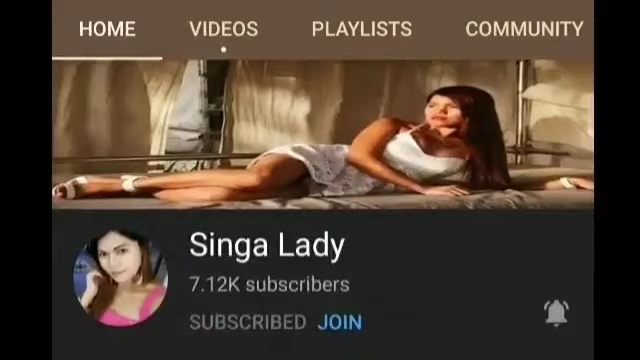 HOME VIDEOS PLAYLISTS COMMUNITY
Singa Lady
7.12K subscribers
SUBSCRIBED JOIN